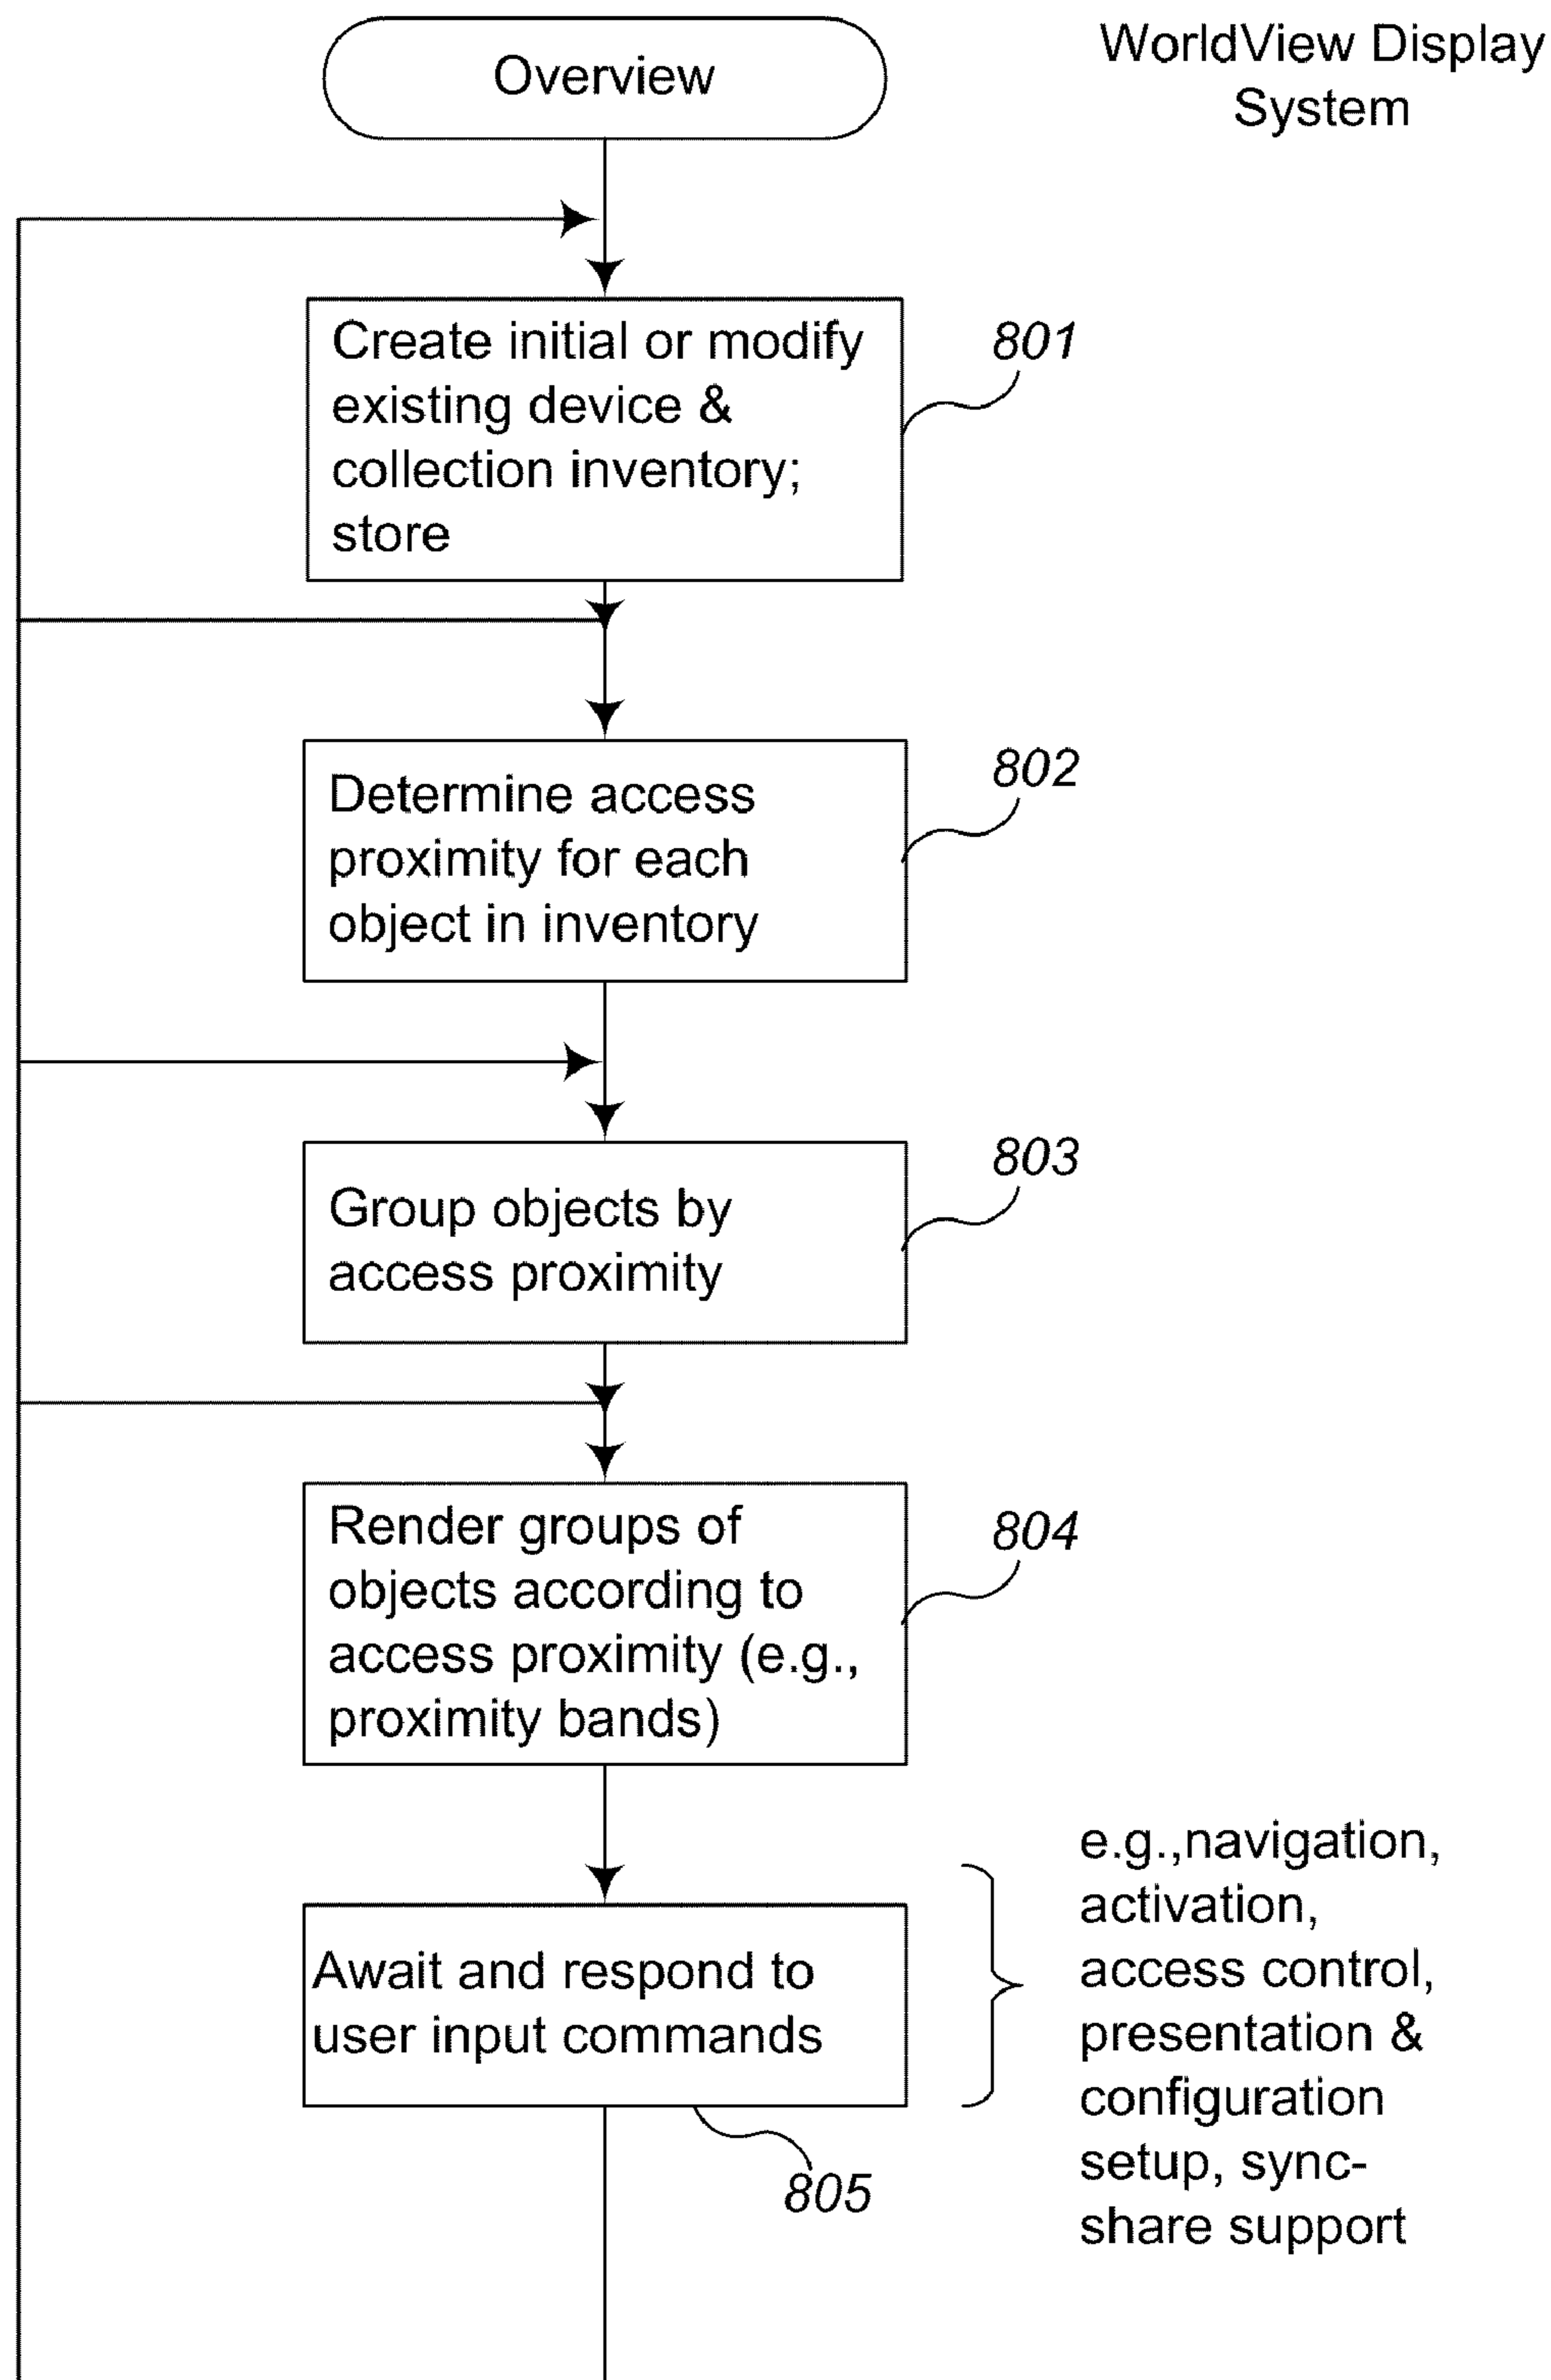 Overview
WorldView Display
System
Create initial or modify
existing device &
collection inventory;
store
801
Determine access
proximity for each
object in inventory
802
Group objects by
access proximity
803
Render groups of
objects according to
access proximity (e.g.,
proximity bands)
804
Await and respond to
user input commands
805
e.g.,navigation,
activation,
access control,
presentation &
configuration
setup, sync-
share support